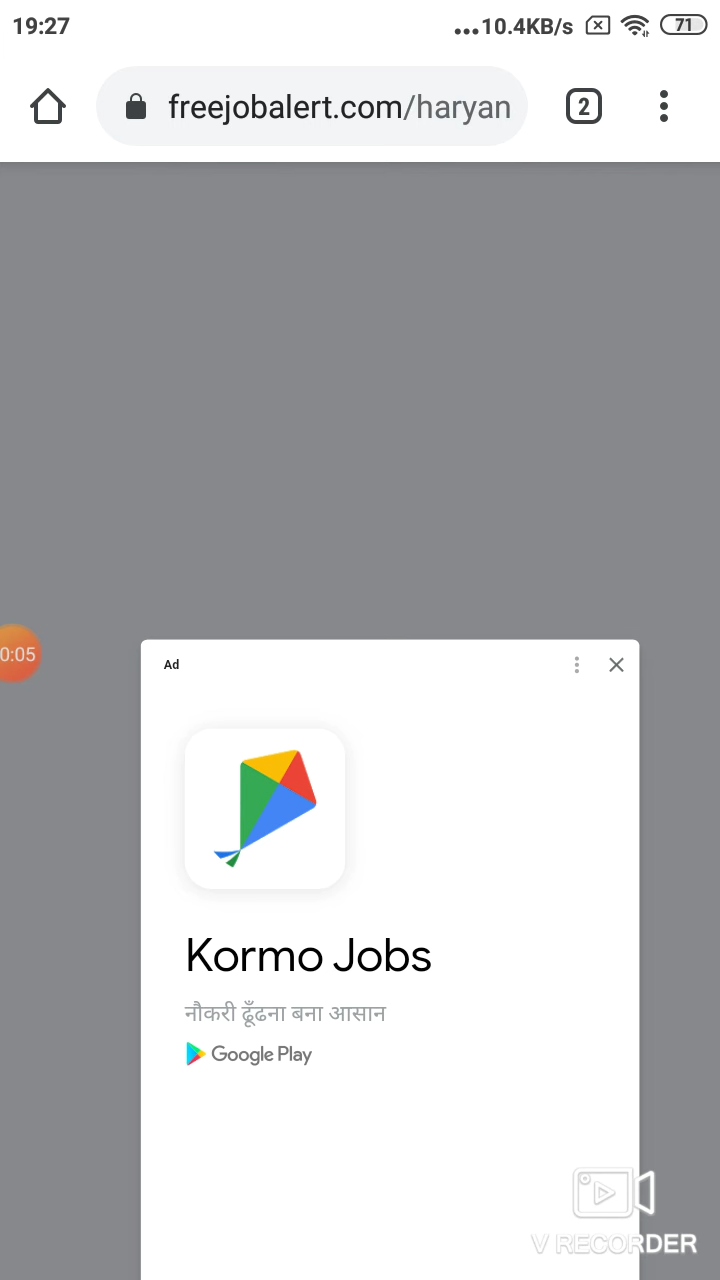 19:27
...10.4KB/s
71
freejobalert.com/haryan
2
0:05
Ad
Kormo Jobs
नौकरी ढूँढना बना आसान
Google Play
V RECORDER